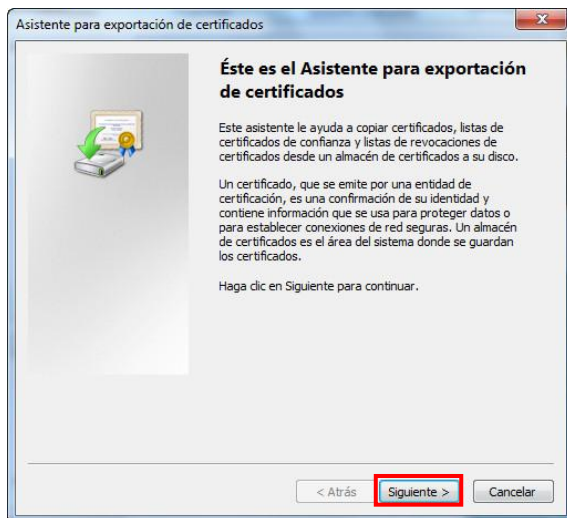 Asistente para exportación de certificados
Éste es el Asistente para exportación
de certificados
Este asistente le ayuda a copiar certificados, listas de
certificados de confianza y listas de revocaciones de
certificados desde un almacén de certificados a su disco.
Un certificado, que se emite por una entidad de
certificación, es una confirmación de su identidad y
contiene información que se usa para proteger datos o
para establecer conexiones de red seguras. Un almacén
de certificados es el área del sistema donde se guardan
los certificados.
Haga clic en Siguiente para continuar.
< Atrás Siguiente > Cancelar